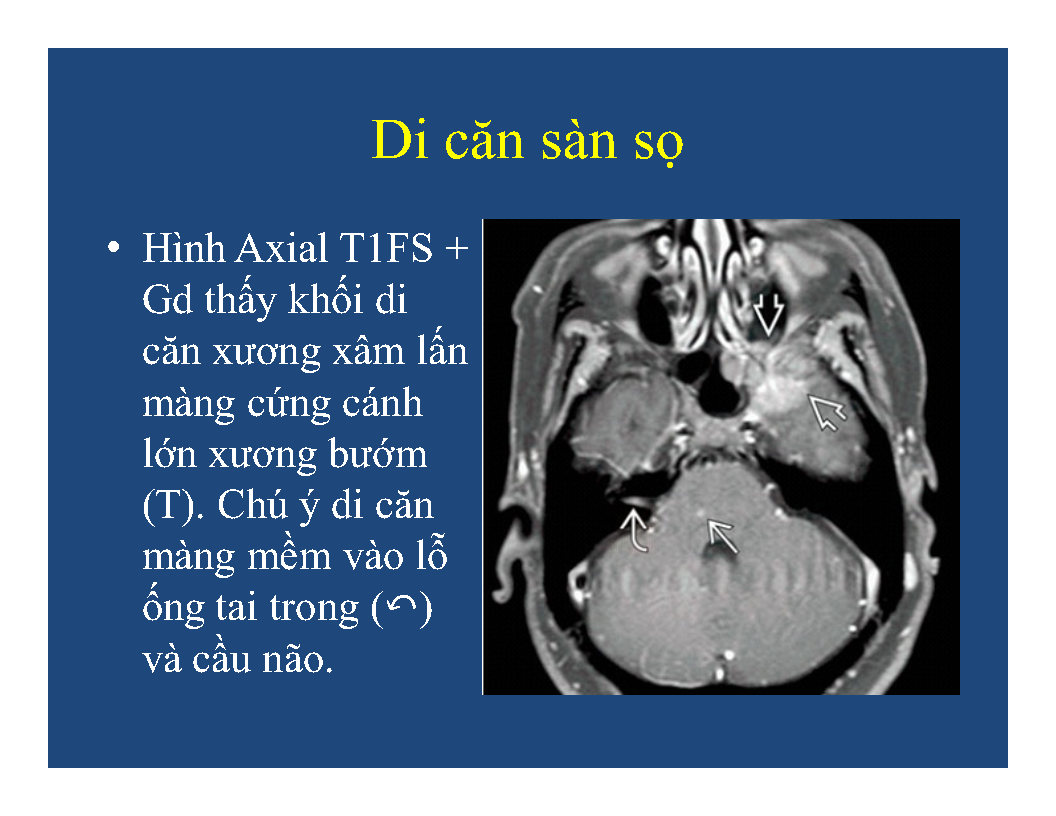 Di căn sàn sọ
• Hình Axial T1FS +
Gd thấy khối di
căn xương xâm lấn
màng cứng cánh
lớn xương bướm
(T). Chú ý di căn
màng mềm vào lỗ
ống tai trong (↶)
và cầu não.